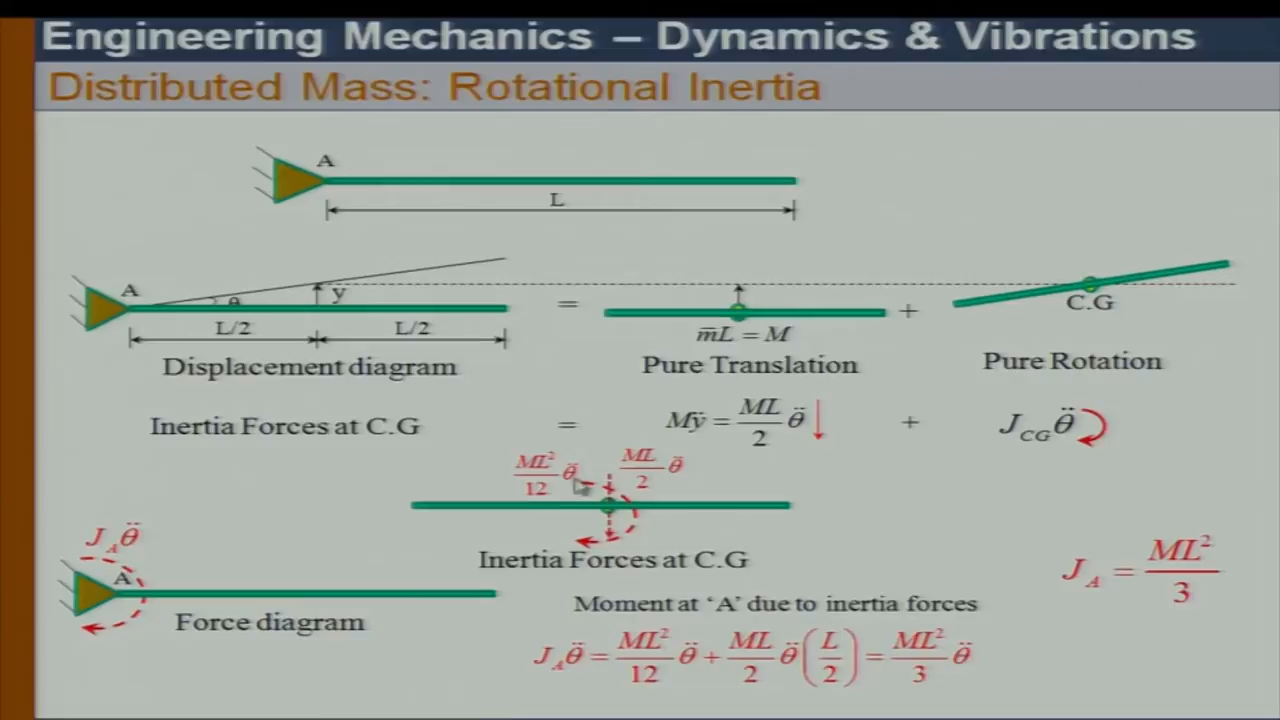 Engineering Mechanics – Dynamics & Vibrations
Distributed Mass: Rotational Inertia
A
L
A
θ
y
L/2
L/2
Displacement diagram
=
m̅L = M
Pure Translation
+
C.G
Pure Rotation
Inertia Forces at C.G = Mÿ = ML/2 θ̈ + J_CG θ̈
ML²/12 θ̈ ML/2 θ̈
Inertia Forces at C.G
J_A θ̈
A
Force diagram
J_A = ML²/3
Moment at ‘A’ due to inertia forces
J_A θ̈ = ML²/12 θ̈ + ML/2 θ̈ (L/2) = ML²/3 θ̈